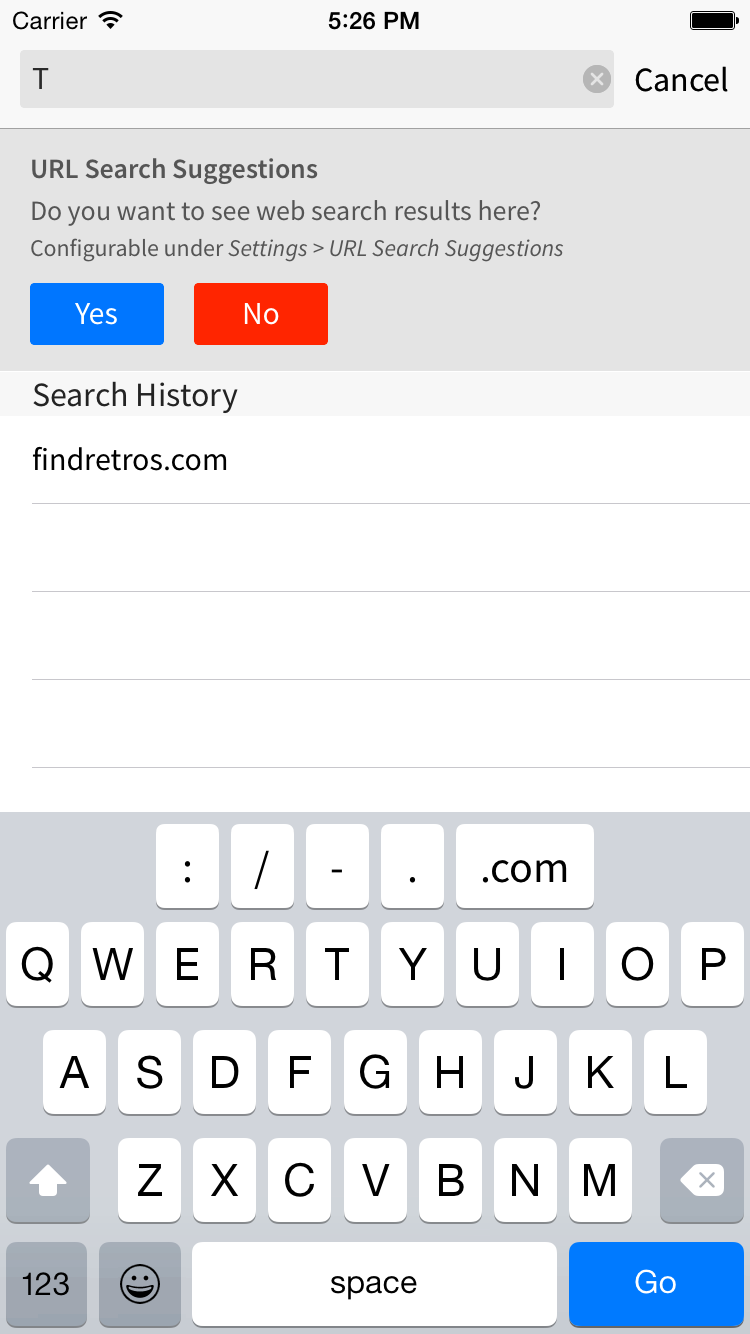 Carrier 5:26 PM
T Cancel
URL Search Suggestions
Do you want to see web search results here?
Configurable under Settings > URL Search Suggestions
Yes No
Search History
findretros.com
: / - . .com
Q W E R T Y U I O P
A S D F G H J K L
Z X C V B N M
123 space Go